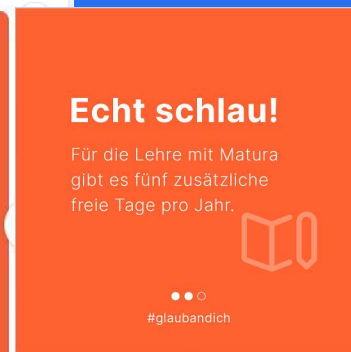 Echt schlau!
Für die Lehre mit Matura
gibt es fünf zusätzliche
freie Tage pro Jahr.
#glaubandich